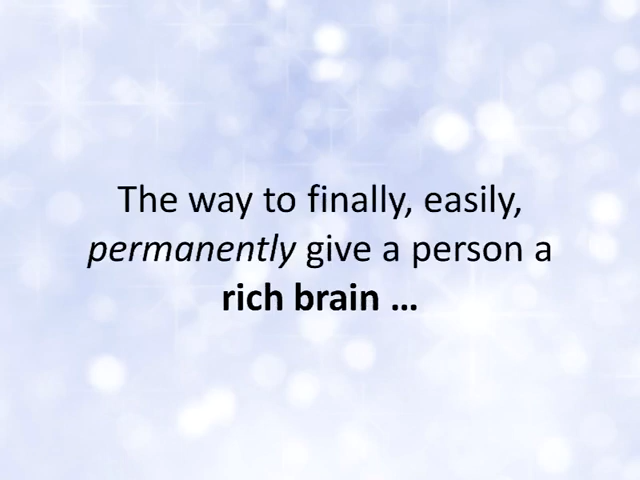 The way to finally, easily,
permanently give a person a
rich brain ...